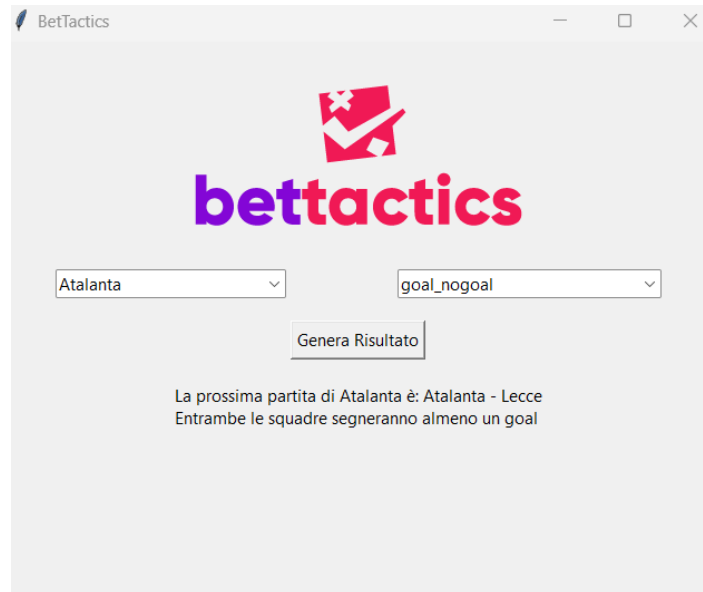 BetTactics
bettactics
Atalanta
goal_nogoal
Genera Risultato
La prossima partita di Atalanta è: Atalanta - Lecce
Entrambe le squadre segneranno almeno un goal